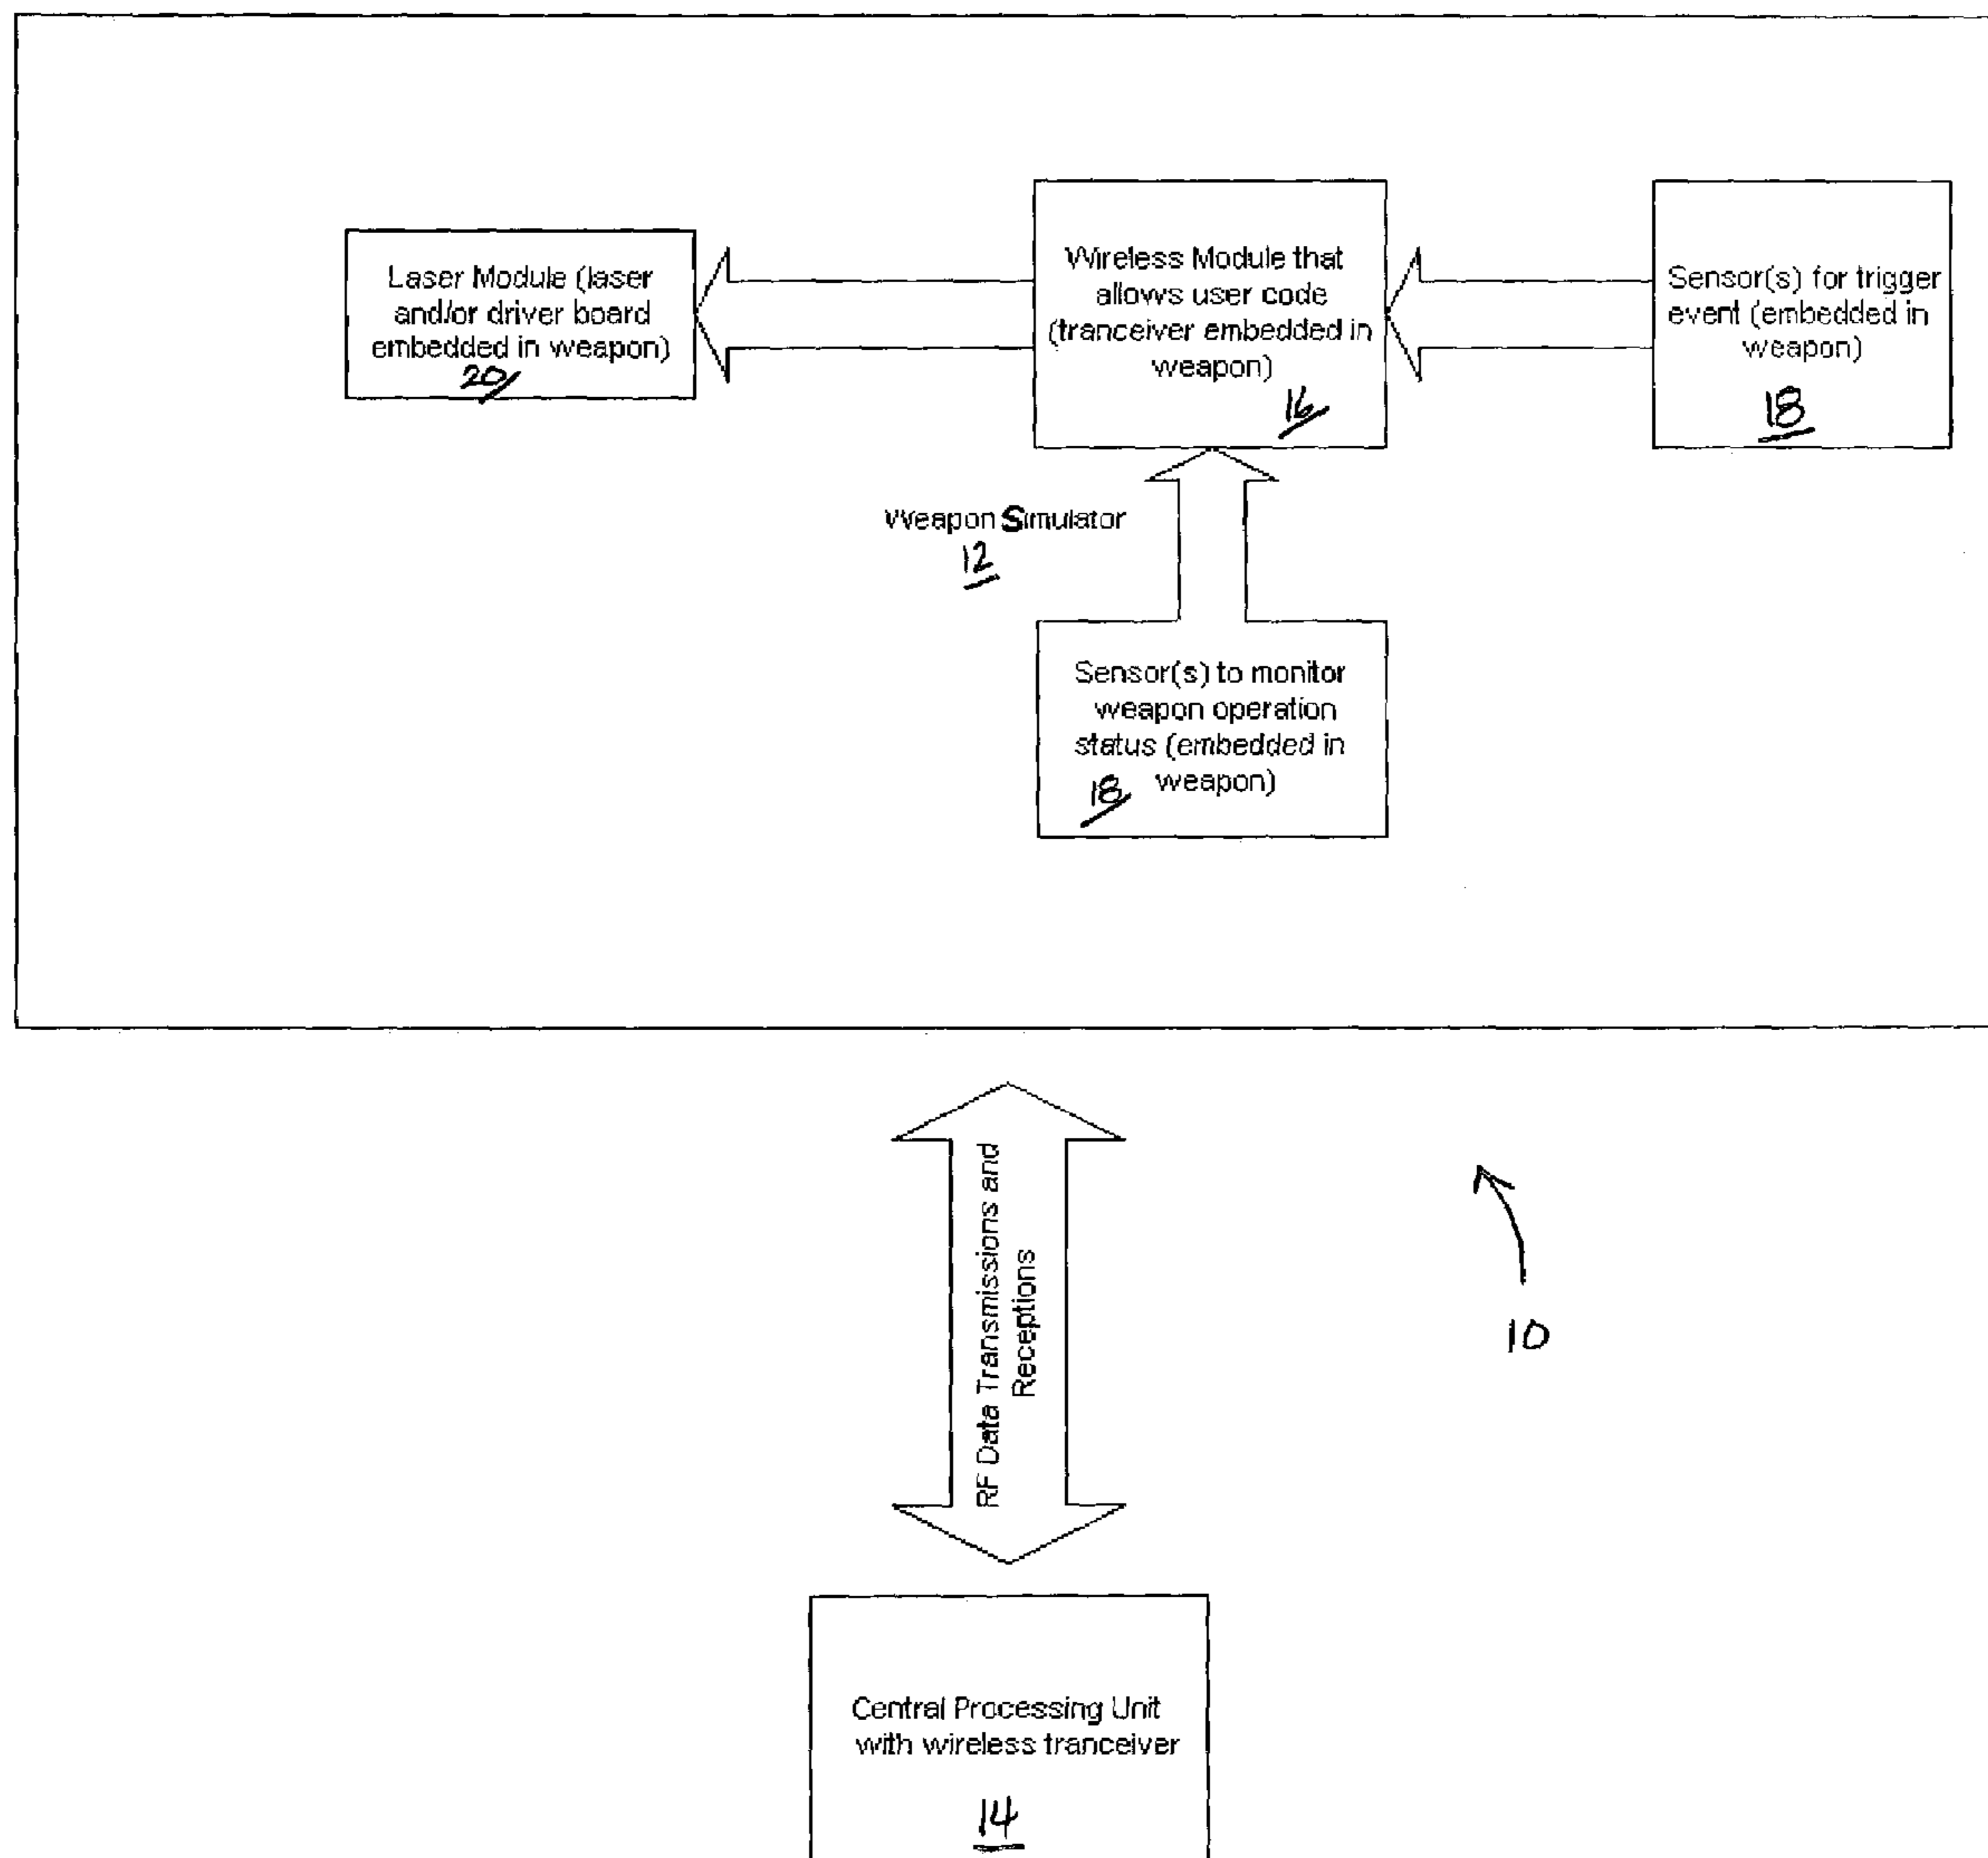 Laser Module (laser
and/or driver board
embedded in weapon)
20
Wireless Module that
allows user code
(tranceiver embedded in
weapon)
16
Sensor(s) for trigger
event (embedded in
weapon)
18
Weapon Simulator
12
Sensor(s) to monitor
weapon operation
status (embedded in
weapon)
18
RF Data Transmissions and
Receptions
10
Central Processing Unit
with wireless tranceiver
14